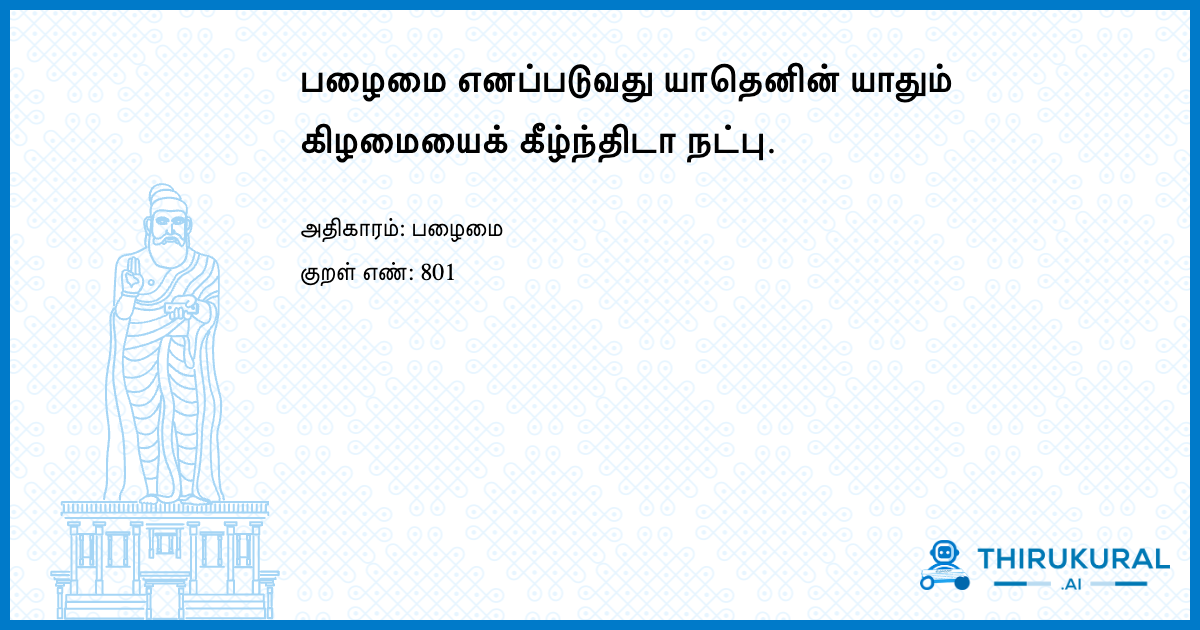 பழைமை எனப்படுவது யாதெனின் யாதும்
கிழமையைக் கீழ்ந்திடா நட்பு.
அதிகாரம்: பழைமை
குறள் எண்: 801
THIRUKURAL
.AI